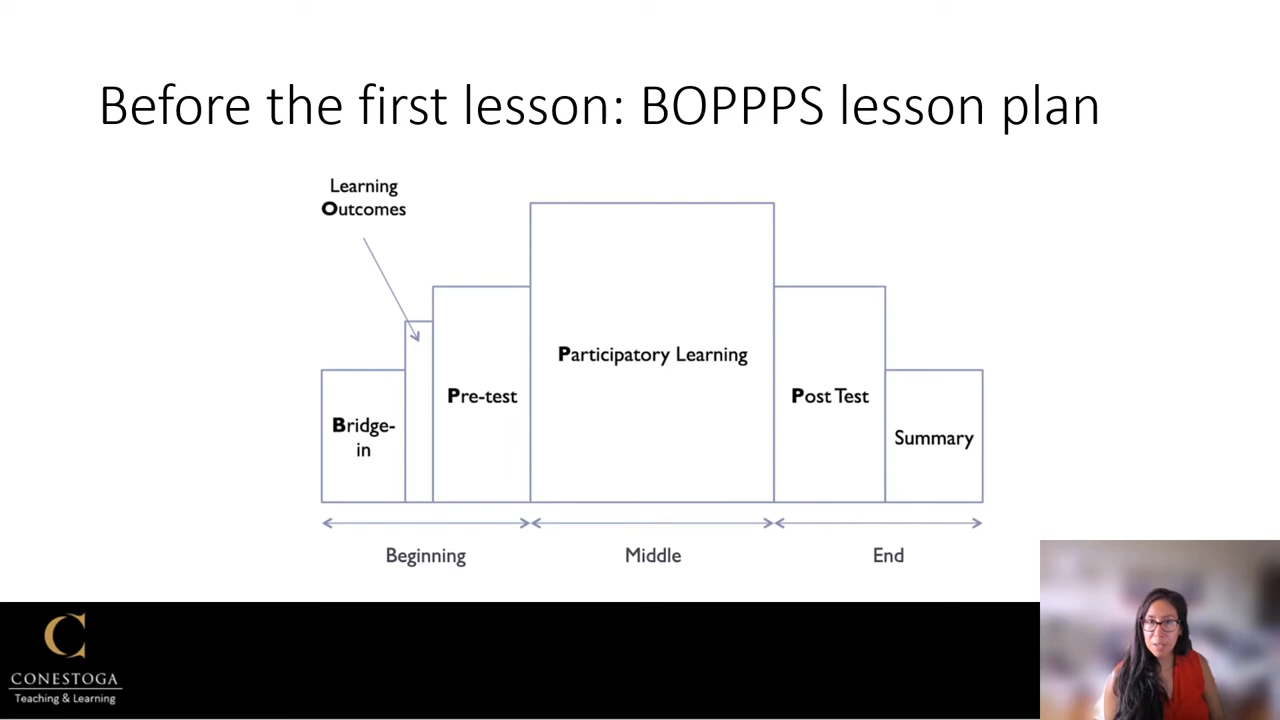 Before the first lesson: BOPPPS lesson plan
Learning
Outcomes
Bridge-
in
Pre-test
Participatory Learning
Post Test
Summary
Beginning
Middle
End
C
CONESTOGA
Teaching & Learning